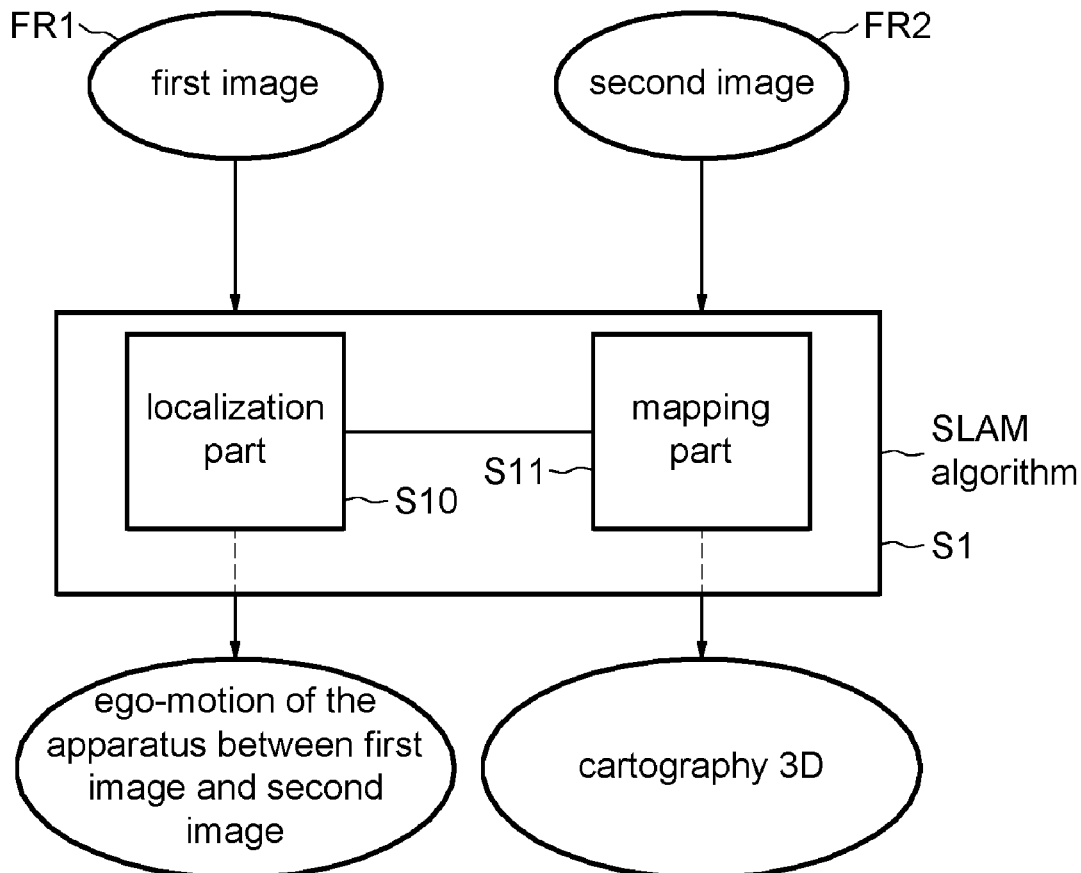 FR1
first image
second image
FR2
localization
part
S10
mapping
part
S11
SLAM
algorithm
S1
ego-motion of the
apparatus between first
image and second
image
cartography 3D